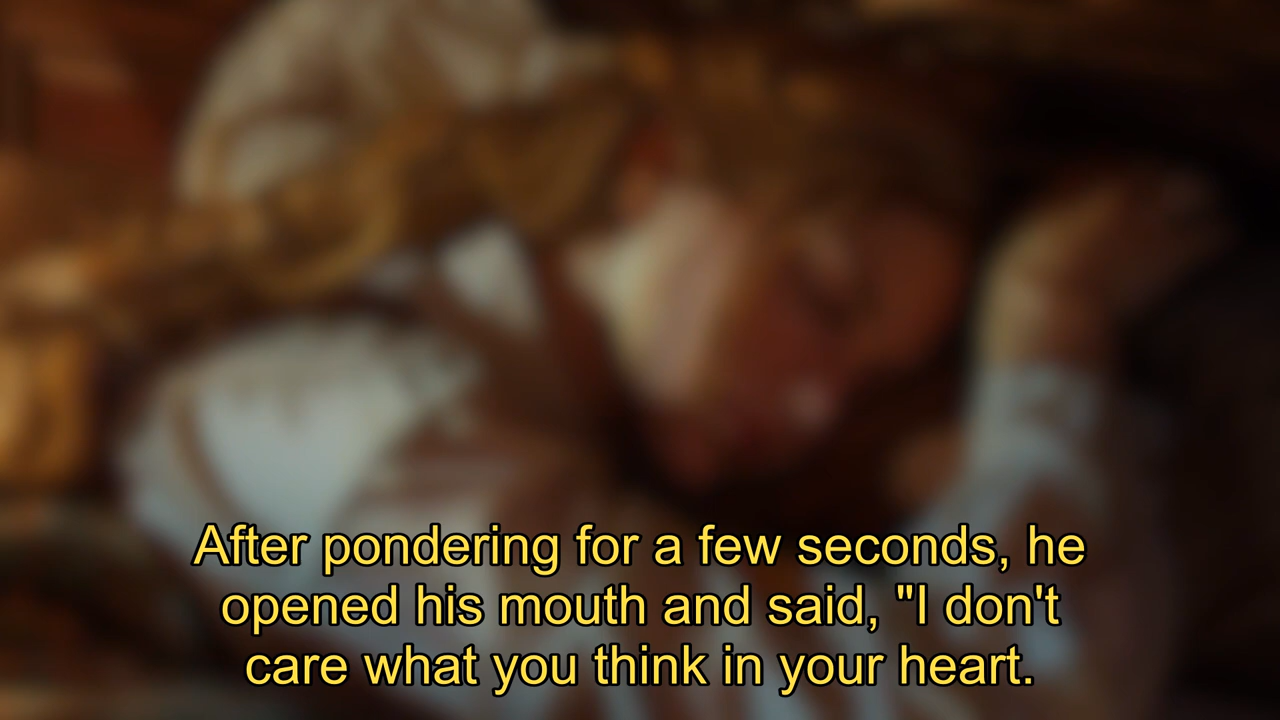 After pondering for a few seconds, he
opened his mouth and said, "I don't
care what you think in your heart.